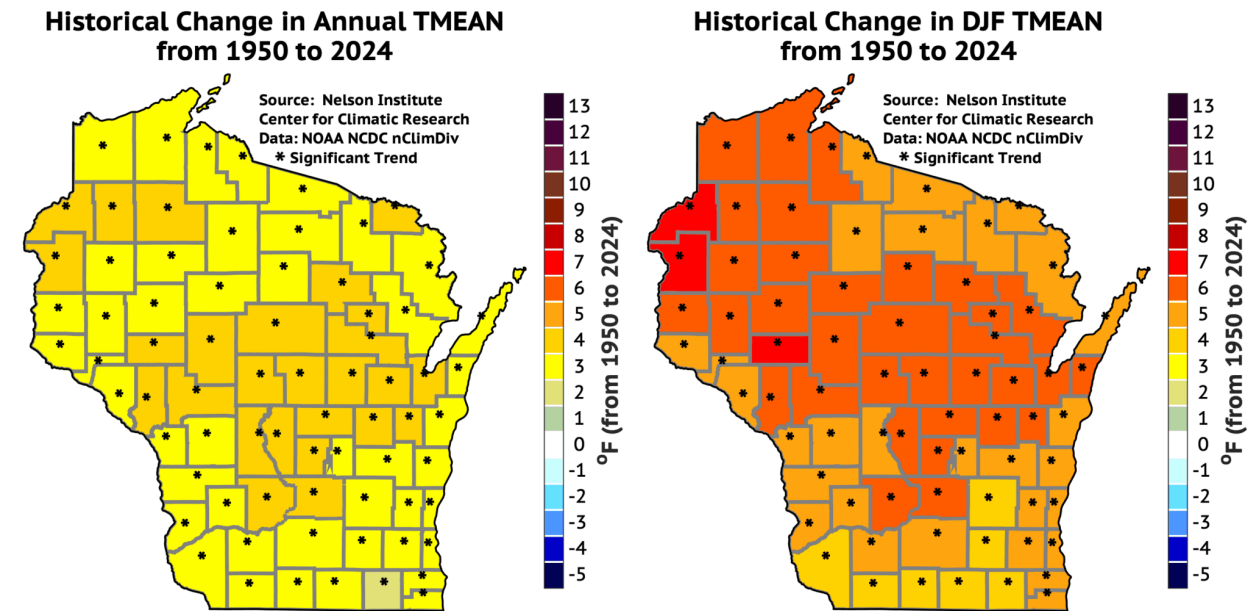 Historical Change in Annual TMEAN
from 1950 to 2024
Source: Nelson Institute
Center for Climatic Research
Data: NOAA NCDC nClimDiv
* Significant Trend
13
12
11
10
9
8
7
6
5
4
3
2
1
0
-1
-2
-3
-4
-5
ºF (from 1950 to 2024)
Historical Change in DJF TMEAN
from 1950 to 2024
Source: Nelson Institute
Center for Climatic Research
Data: NOAA NCDC nClimDiv
* Significant Trend
13
12
11
10
9
8
7
6
5
4
3
2
1
0
-1
-2
-3
-4
-5
ºF (from 1950 to 2024)